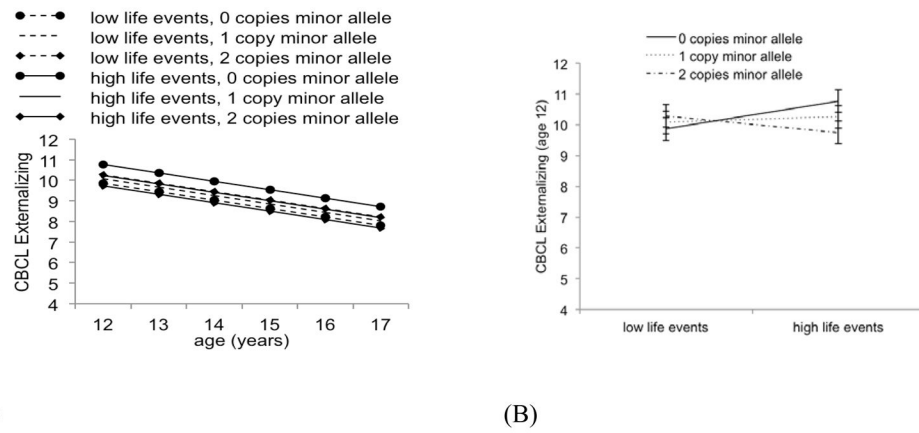 low life events, 0 copies minor allele
low life events, 1 copy minor allele
low life events, 2 copies minor allele
high life events, 0 copies minor allele
high life events, 1 copy minor allele
high life events, 2 copies minor allele
12
11
10
9
8
7
6
5
4
CBCL Externalizing
12 13 14 15 16 17
age (years)
0 copies minor allele
1 copies minor allele
2 copies minor allele
12
11
10
9
8
7
6
5
4
CBCL Externalizing (age 12)
low life events high life events
(B)